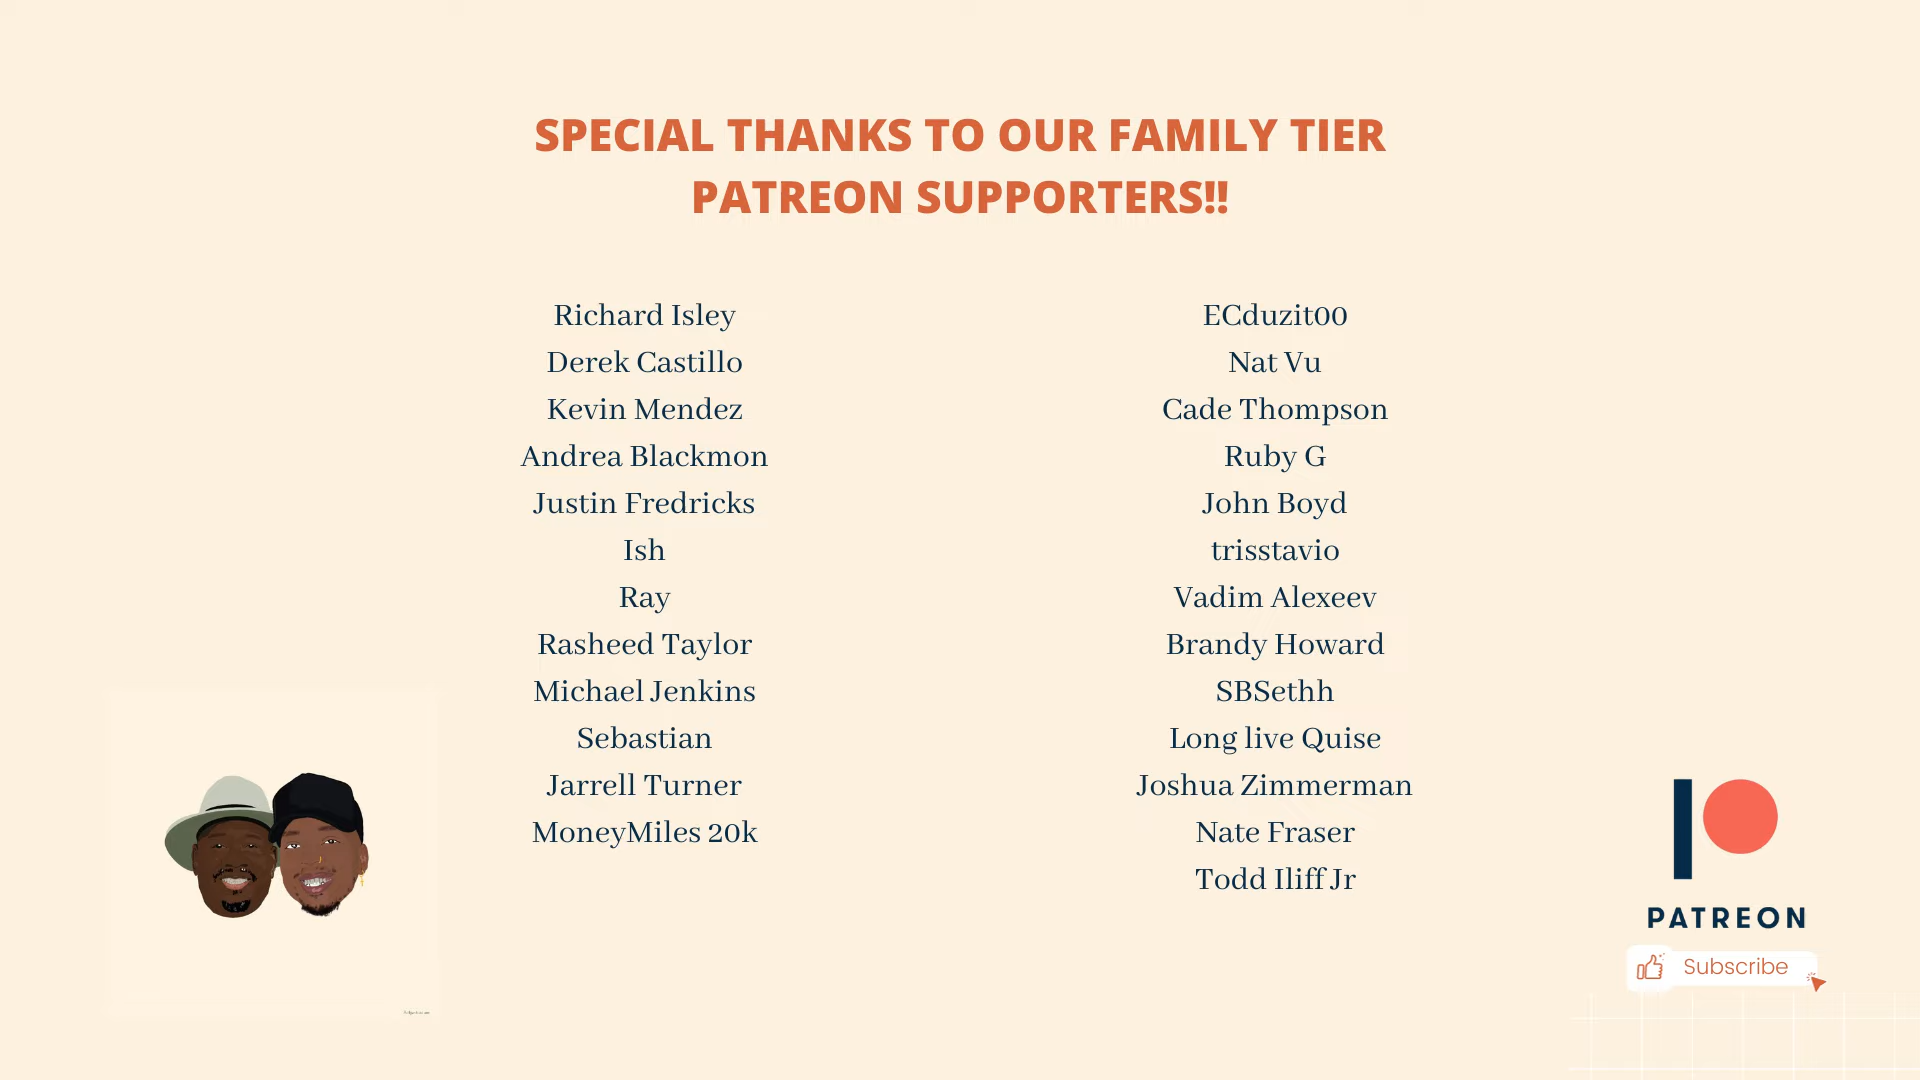 SPECIAL THANKS TO OUR FAMILY TIER
PATREON SUPPORTERS!!
Richard Isley
Derek Castillo
Kevin Mendez
Andrea Blackmon
Justin Fredricks
Ish
Ray
Rasheed Taylor
Michael Jenkins
Sebastian
Jarrell Turner
MoneyMiles 20k
ECduzit00
Nat Vu
Cade Thompson
Ruby G
John Boyd
trisstavio
Vadim Alexeev
Brandy Howard
SBSethh
Long live Quise
Joshua Zimmerman
Nate Fraser
Todd Iliff Jr
PATREON
Subscribe